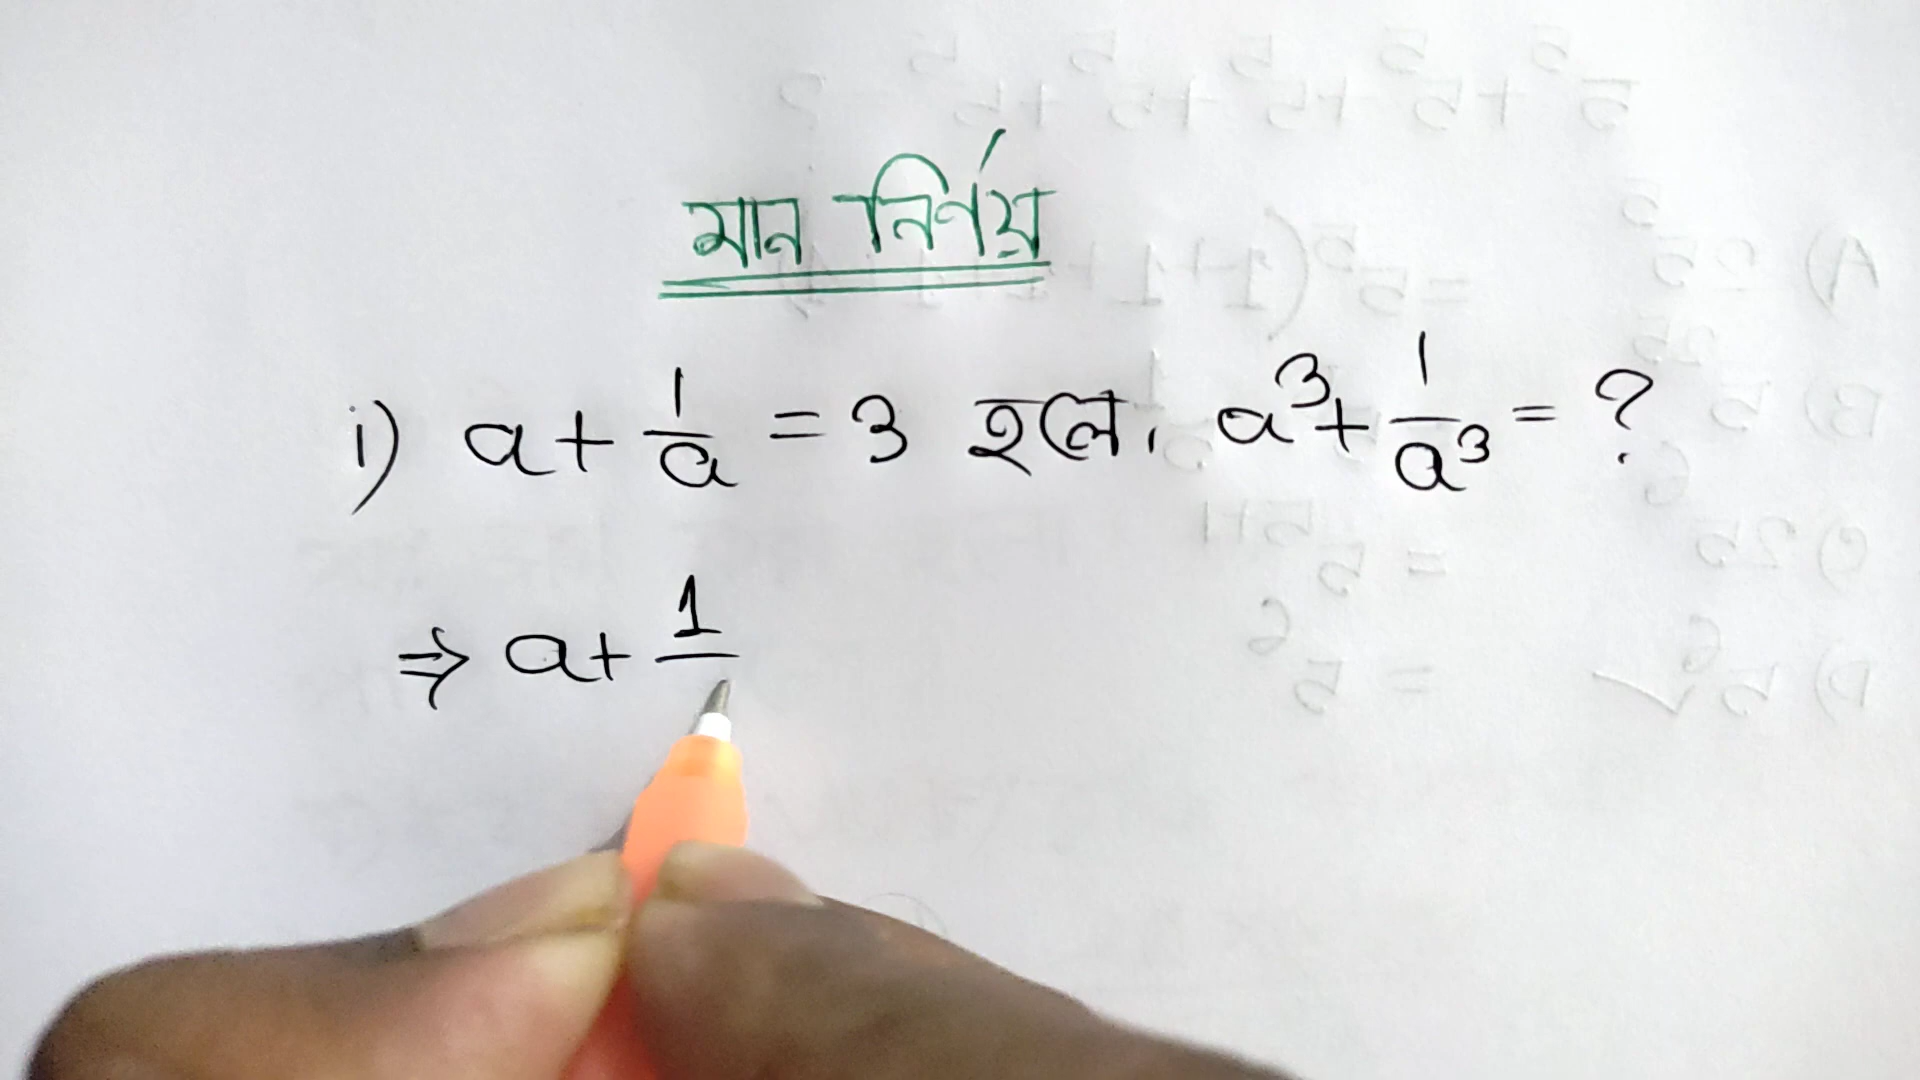 মান নির্ণয়
i) a + 1/a = 3 হলে, a³ + 1/a³ = ?
⇒ a + 1/